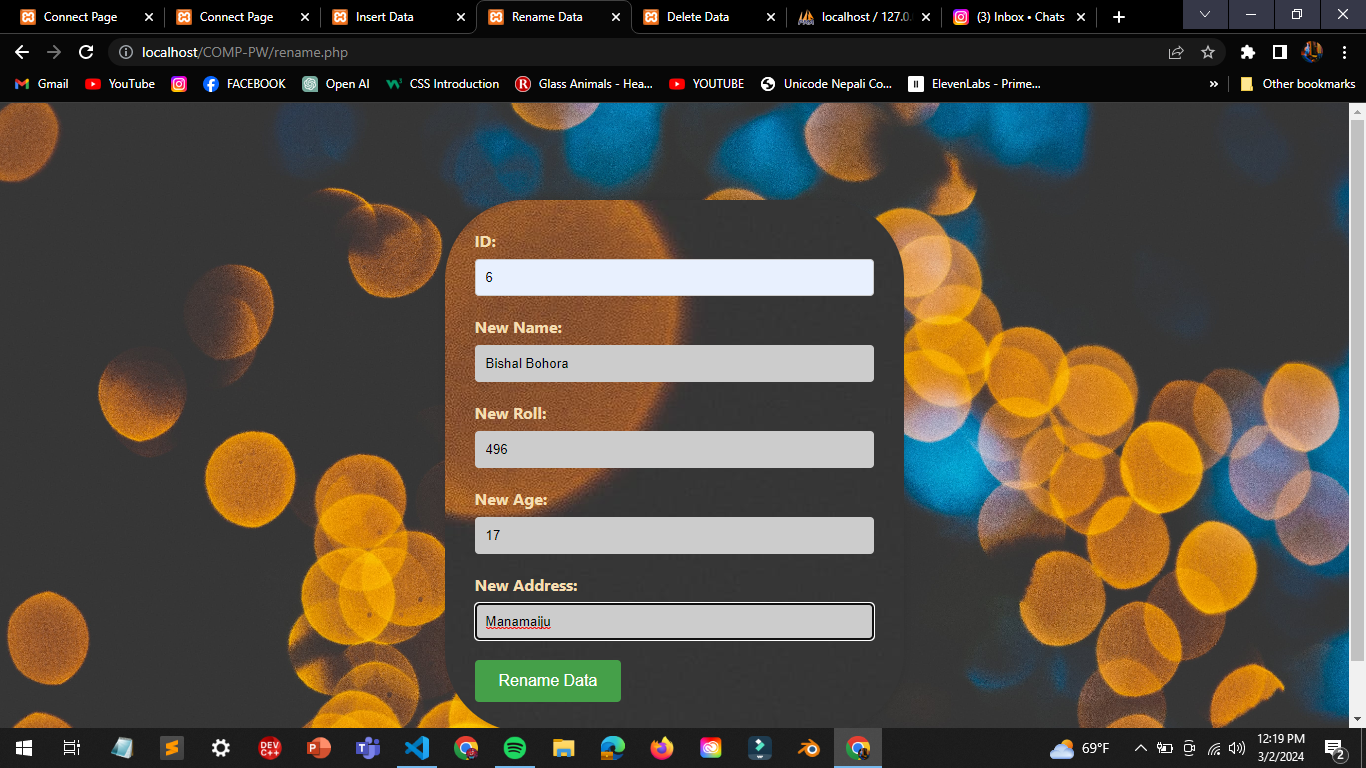 Connect Page
Connect Page
Insert Data
Rename Data
Delete Data
localhost / 127.0.
(3) Inbox • Chats
localhost/COMP-PW/rename.php
Gmail
YouTube
FACEBOOK
Open AI
CSS Introduction
Glass Animals - Hea...
YOUTUBE
Unicode Nepali Co...
ElevenLabs - Prime...
»
Other bookmarks
ID:
6
New Name:
Bishal Bohora
New Roll:
496
New Age:
17
New Address:
Manamaiju
Rename Data
DEV C++
69°F
12:19 PM
3/2/2024
2